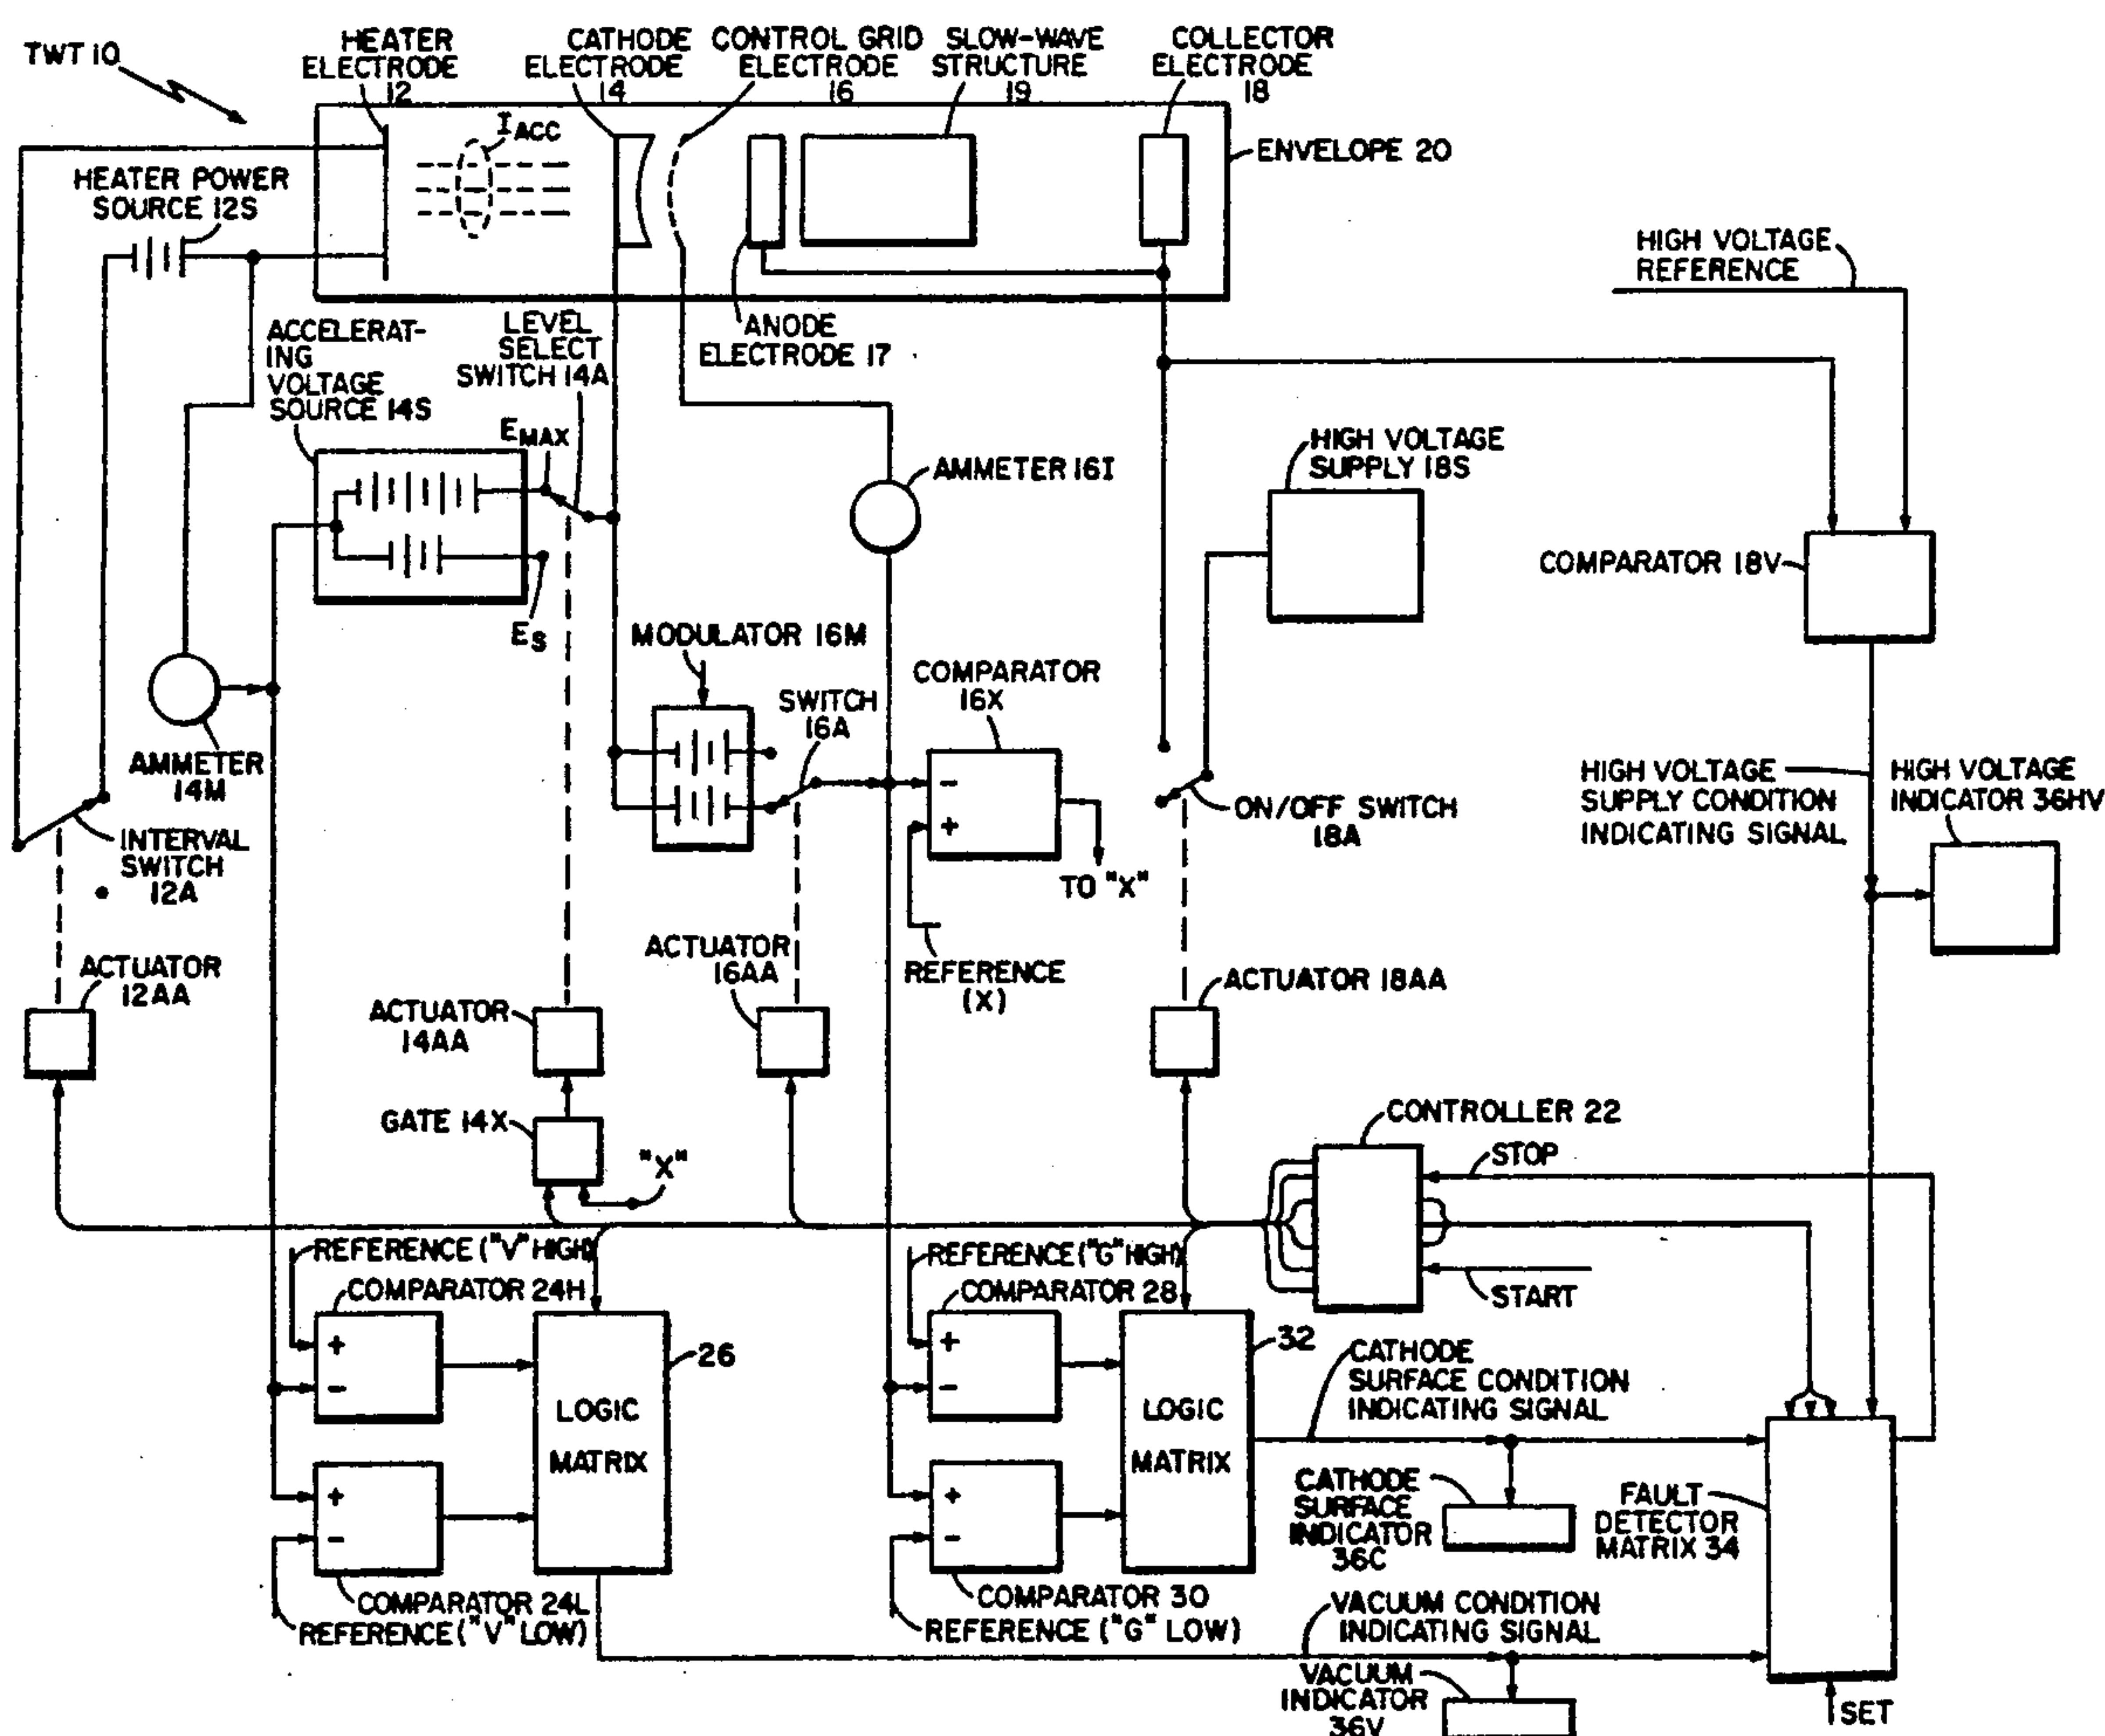 TWT 10
HEATER
ELECTRODE
12
CATHODE
ELECTRODE
14
CONTROL GRID
ELECTRODE
16
SLOW-WAVE
STRUCTURE
19
COLLECTOR
ELECTRODE
18
I ACC
ENVELOPE 20
HEATER POWER
SOURCE 12S
HIGH VOLTAGE
REFERENCE
ACCELERAT-
ING
VOLTAGE
SOURCE 14S
LEVEL
SELECT
SWITCH 14A
ANODE
ELECTRODE 17
E MAX
E S
AMMETER 16I
HIGH VOLTAGE
SUPPLY 18S
COMPARATOR 18V
MODULATOR 16M
SWITCH
16A
COMPARATOR
16X
-
+
TO "X"
REFERENCE
(X)
AMMETER
14M
INTERVAL
SWITCH
12A
ON/OFF SWITCH
18A
HIGH VOLTAGE
SUPPLY CONDITION
INDICATING SIGNAL
HIGH VOLTAGE
INDICATOR 36HV
ACTUATOR
12AA
ACTUATOR
14AA
ACTUATOR
16AA
ACTUATOR 18AA
GATE 14X
"X"
CONTROLLER 22
STOP
START
REFERENCE ("V" HIGH)
COMPARATOR 24H
+
-
+
-
COMPARATOR 24L
REFERENCE ("V" LOW)
LOGIC
MATRIX
26
REFERENCE ("G" HIGH)
COMPARATOR 28
+
-
+
-
COMPARATOR 30
REFERENCE ("G" LOW)
LOGIC
MATRIX
32
CATHODE
SURFACE CONDITION
INDICATING SIGNAL
CATHODE
SURFACE
INDICATOR
36C
FAULT
DETECTOR
MATRIX 34
VACUUM CONDITION
INDICATING SIGNAL
VACUUM
INDICATOR
36V
SET